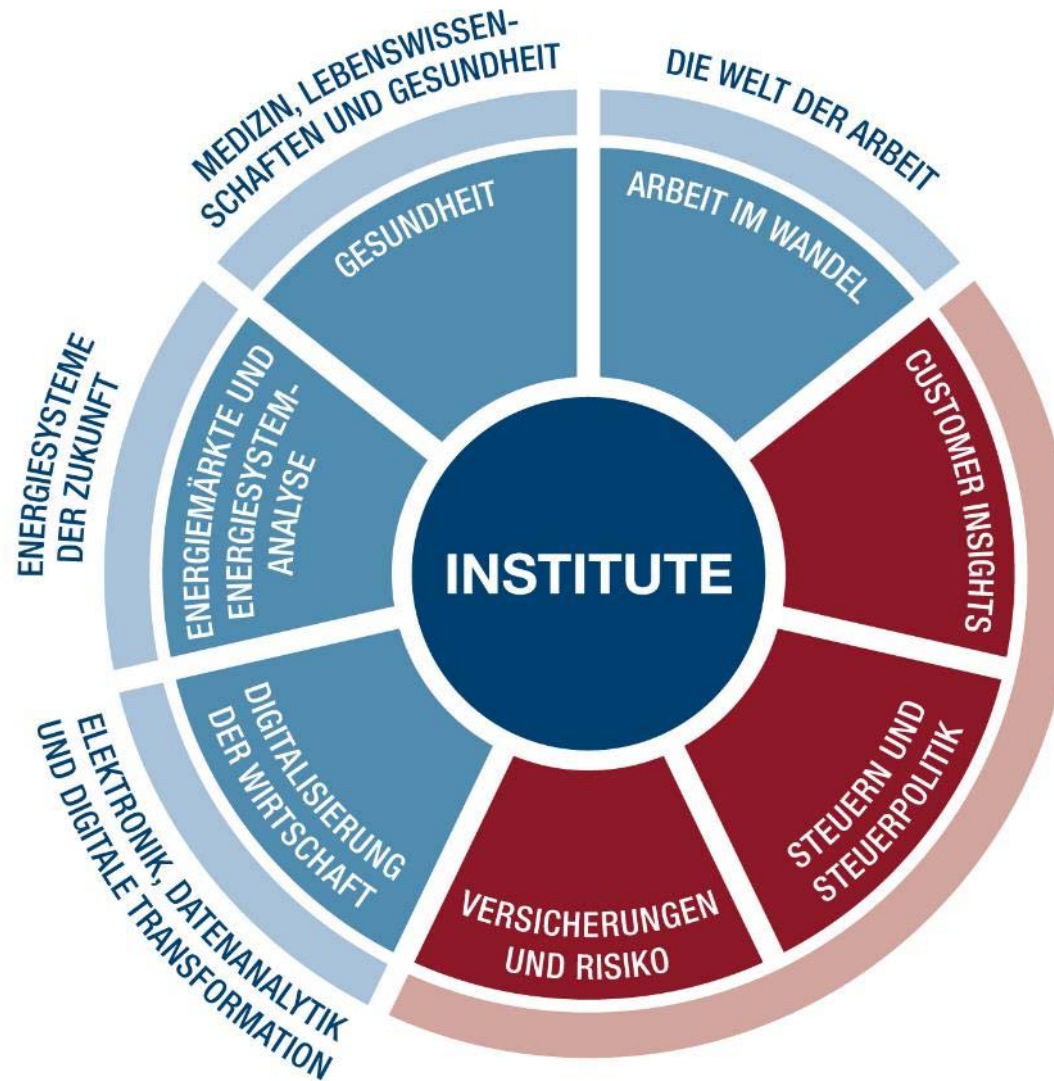 MEDIZIN, LEBENSWISSEN-
SCHAFTEN UND GESUNDHEIT
DIE WELT DER ARBEIT
GESUNDHEIT
ARBEIT IM WANDEL
ENERGIESYSTEME
DER ZUKUNFT
ENERGIEMÄRKTE UND
ENERGIESYSTEM-
ANALYSE
CUSTOMER INSIGHTS
INSTITUTE
ELEKTRONIK, DATENANALYTIK
UND DIGITALE TRANSFORMATION
DIGITALISIERUNG
DER WIRTSCHAFT
STEUERN UND
STEUERPOLITIK
VERSICHERUNGEN
UND RISIKO